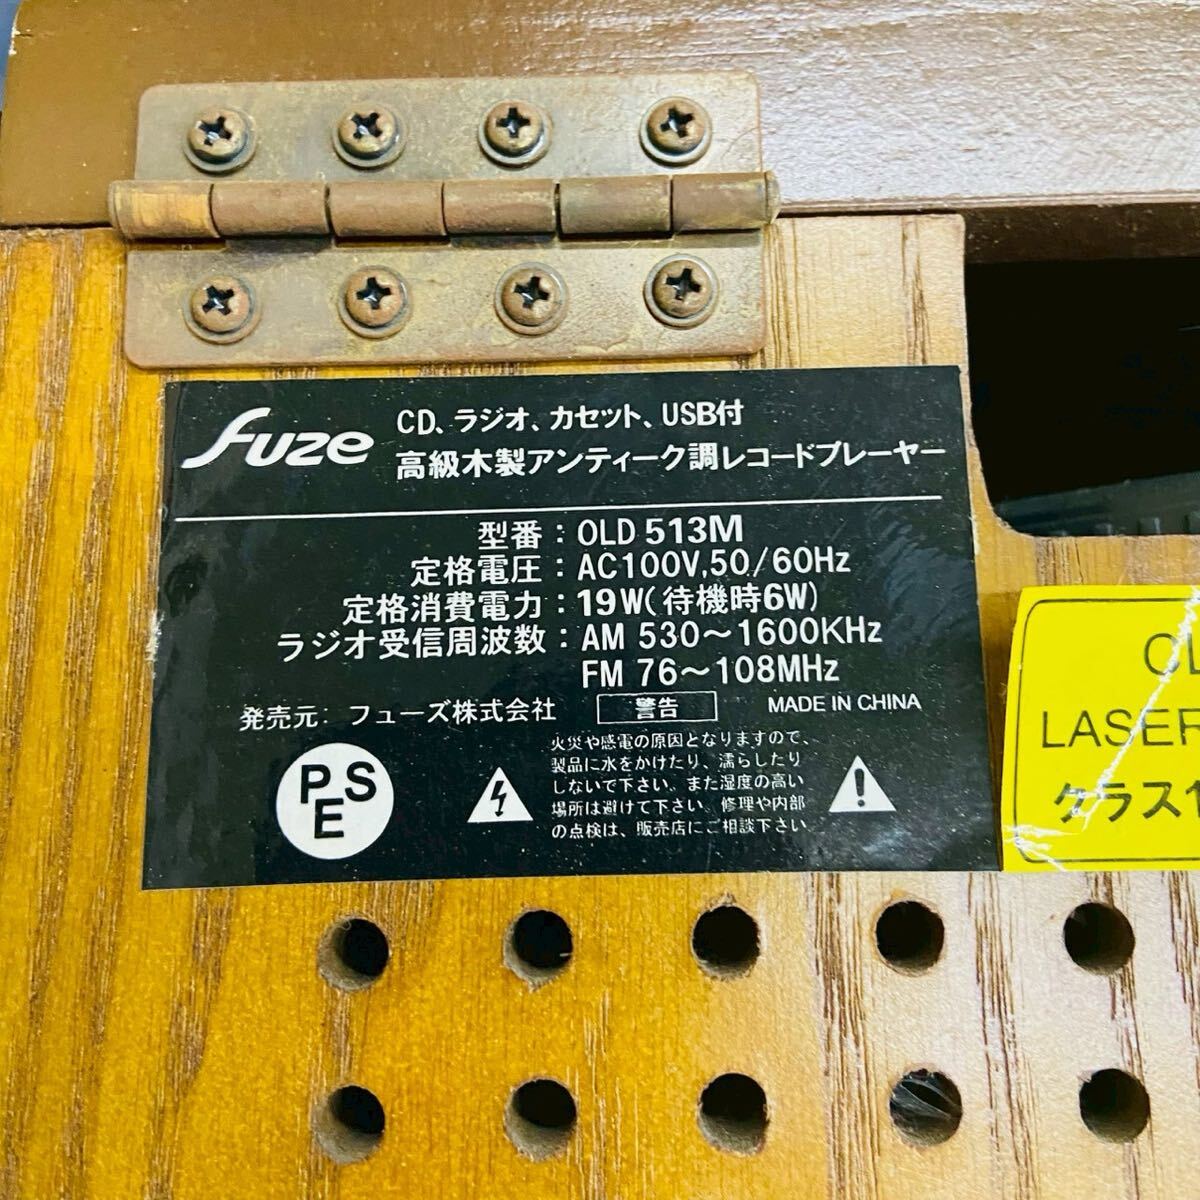 fuze
CD、ラジオ、カセット、USB付
高級木製アンティーク調レコードプレーヤー
型番：OLD 513M
定格電圧：AC100V,50/60Hz
定格消費電力：19W(待機時6W)
ラジオ受信周波数：AM 530～1600KHz
FM 76～108MHz
発売元: フューズ株式会社
警告
MADE IN CHINA
火災や感電の原因となりますので、
製品に水をかけたり、濡らしたり
しないで下さい。また湿度の高い
場所は避けて下さい。修理や内部
の点検は、販売店にご相談下さい
PSE
OL
LASER
クラス1